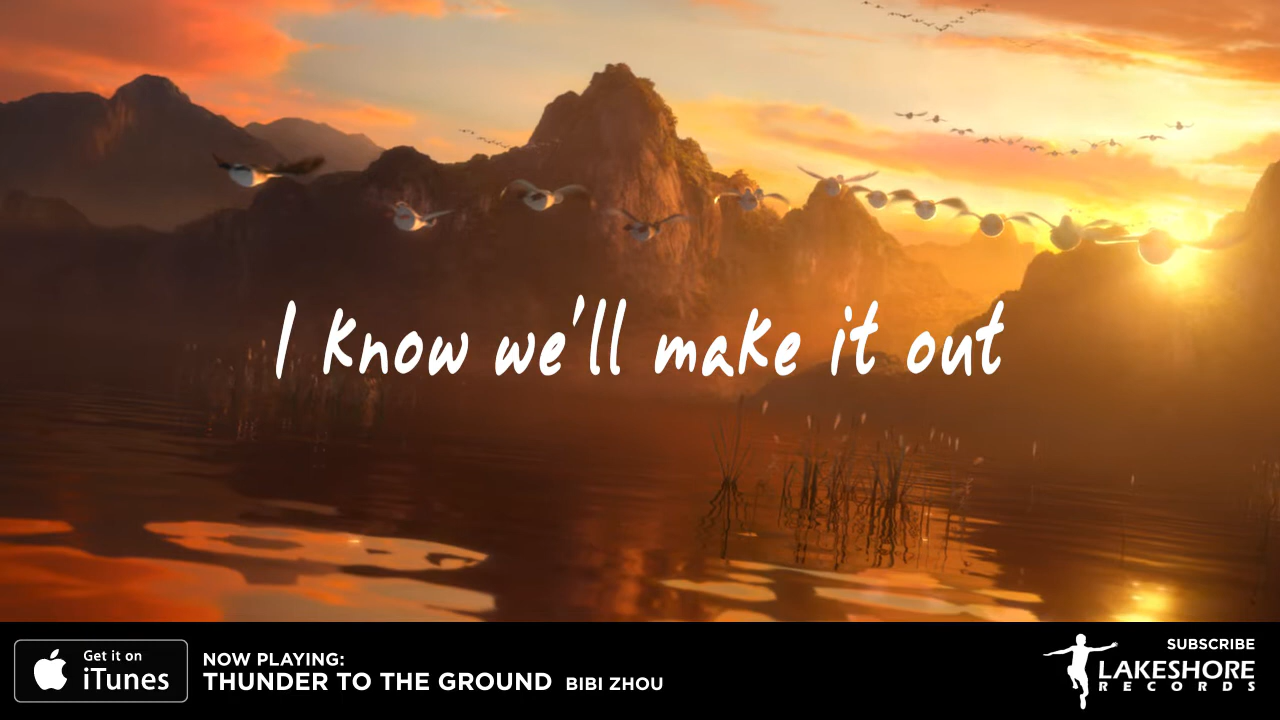 I know we'll make it out
Get it on
iTunes
NOW PLAYING:
THUNDER TO THE GROUND BIBI ZHOU
SUBSCRIBE
LAKESHORE
RECORDS